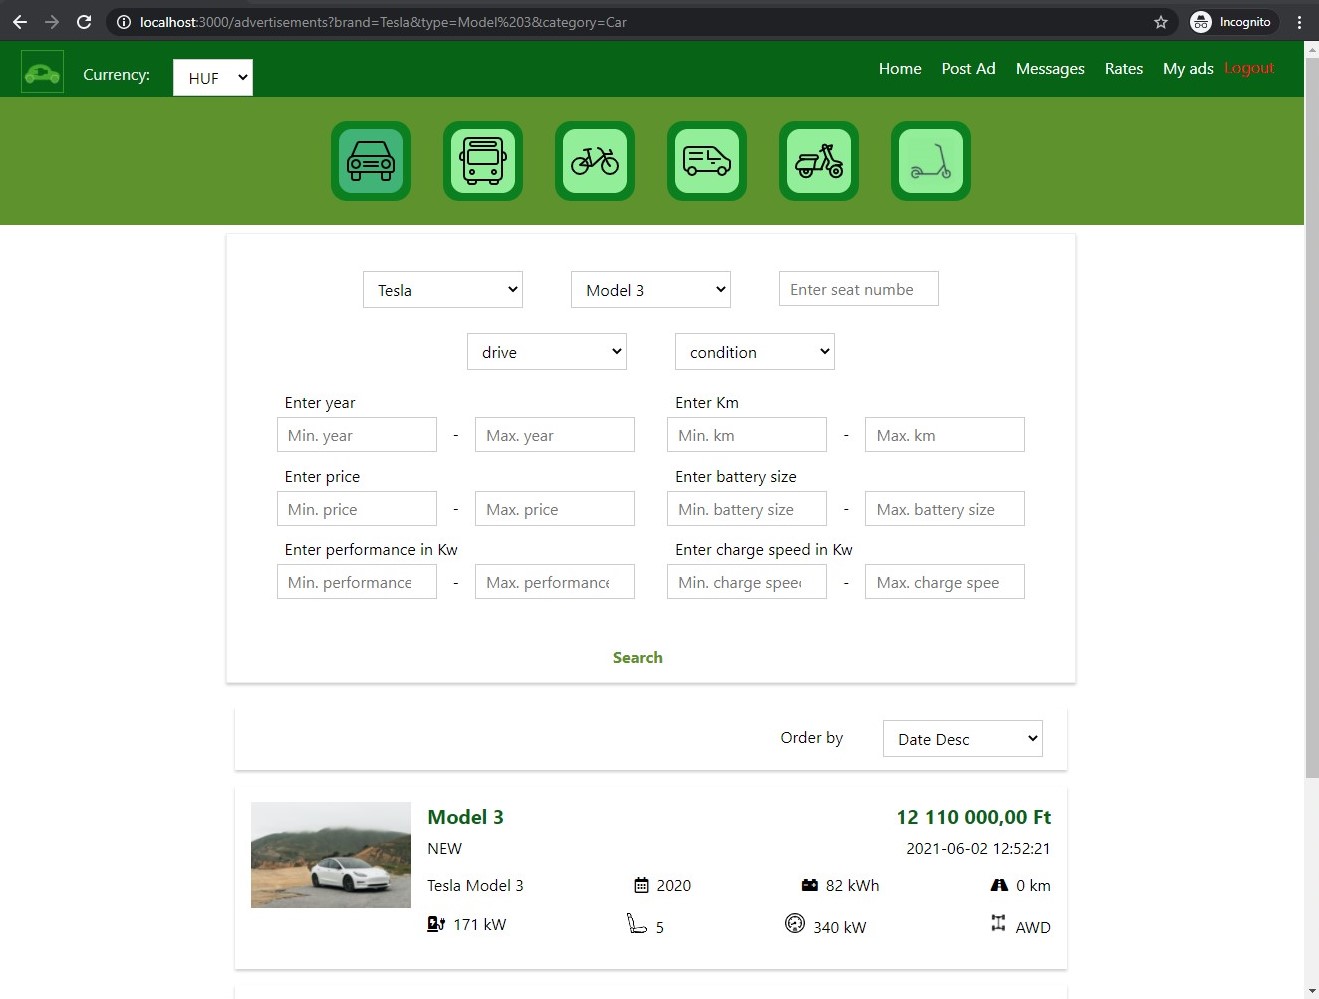 localhost:3000/advertisements?brand=Tesla&type=Model%203&category=Car
Incognito
Currency: HUF
Home Post Ad Messages Rates My ads Logout
Tesla Model 3 Enter seat numbe
drive condition
Enter year Enter Km
Min. year - Max. year Min. km - Max. km
Enter price Enter battery size
Min. price - Max. price Min. battery size - Max. battery size
Enter performance in Kw Enter charge speed in Kw
Min. performance - Max. performance Min. charge speed - Max. charge spee
Search
Order by Date Desc
Model 3 12 110 000,00 Ft
NEW 2021-06-02 12:52:21
Tesla Model 3 2020 82 kWh 0 km
171 kW 5 340 kW AWD